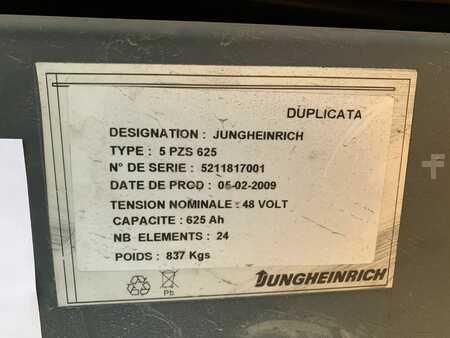 DUPLICATA
DESIGNATION : JUNGHEINRICH
TYPE : 5 PZS 625
N° DE SERIE : 5211817001
DATE DE PROD : 05-02-2009
TENSION NOMINALE : 48 VOLT
CAPACITE : 625 Ah
NB ELEMENTS : 24
POIDS : 837 Kgs
Pb
JUNGHEINRICH